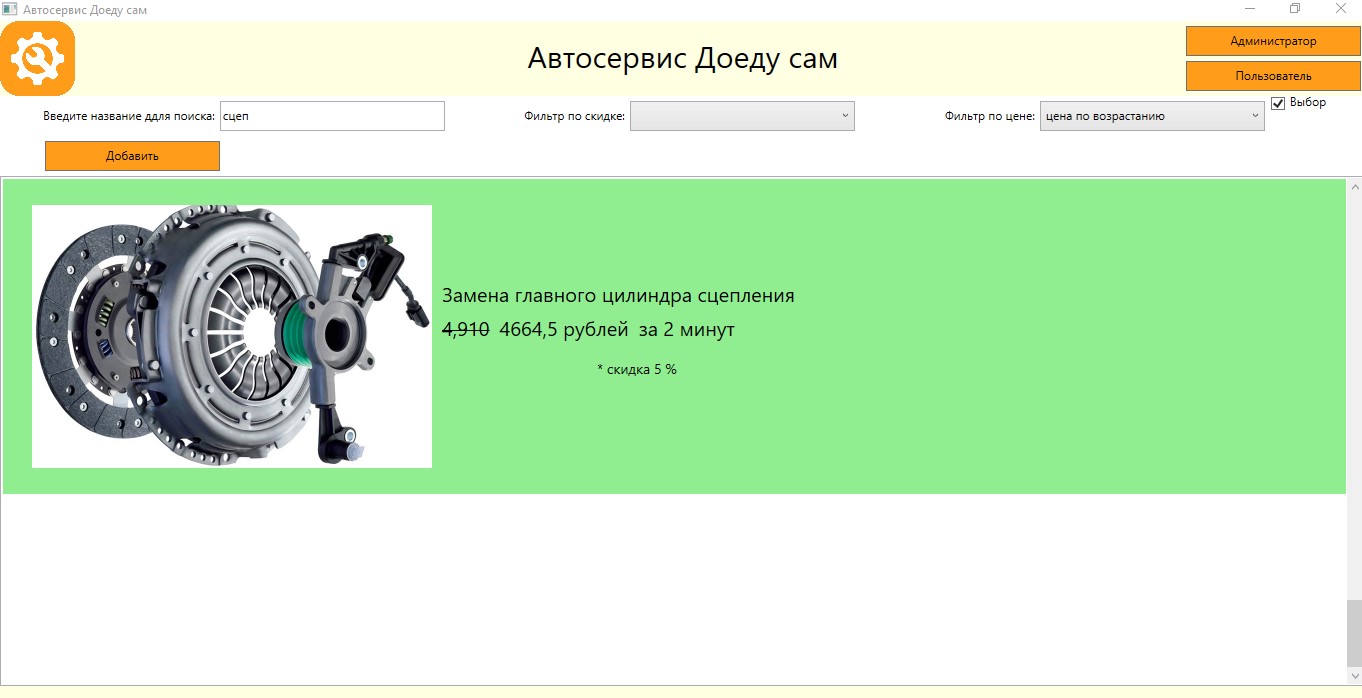 Автосервис Доеду сам
Автосервис Доеду сам
Администратор
Пользователь
Введите название ддля поиска: сцеп
Фильтр по скидке:
Фильтр по цене: цена по возрастанию
Выбор
Добавить
Замена главного цилиндра сцепления
4,910 4664,5 рублей за 2 минут
* скидка 5 %